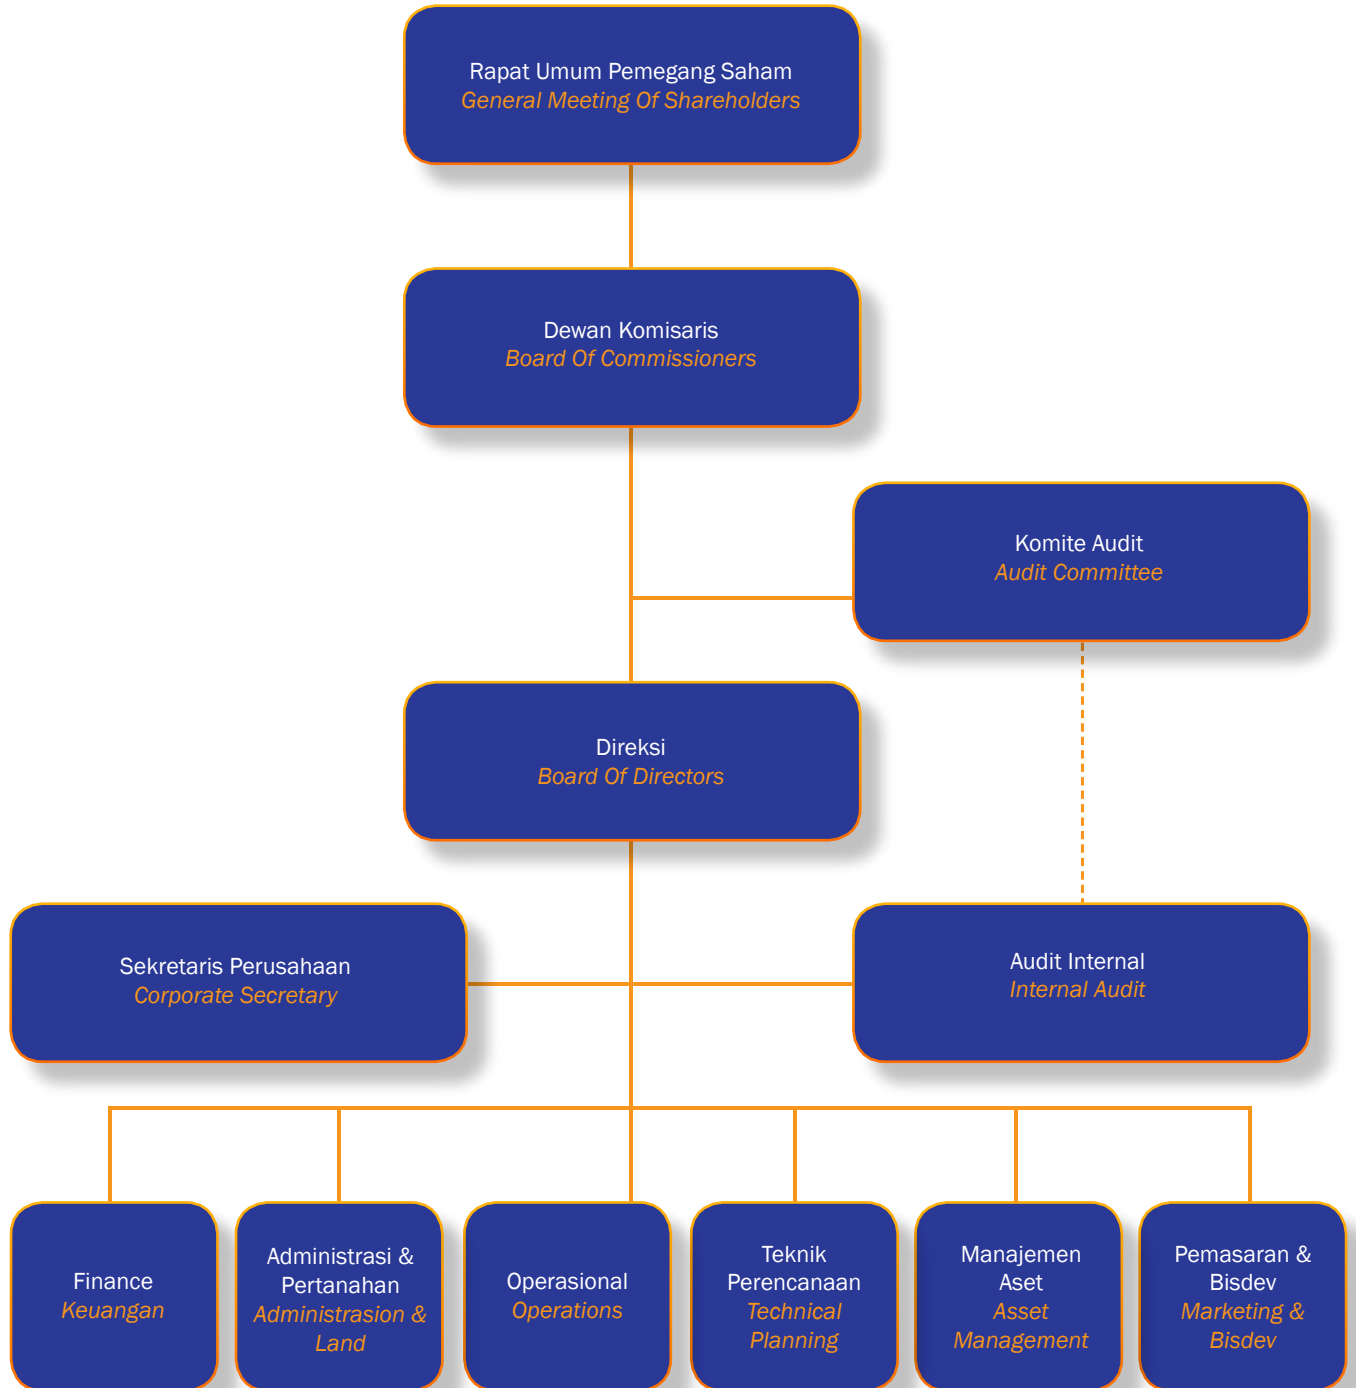 Rapat Umum Pemegang Saham
General Meeting Of Shareholders
Dewan Komisaris
Board Of Commissioners
Komite Audit
Audit Committee
Direksi
Board Of Directors
Sekretaris Perusahaan
Corporate Secretary
Audit Internal
Internal Audit
Finance
Keuangan
Administrasi &
Pertanahan
Administrasion &
Land
Operasional
Operations
Teknik
Perencanaan
Technical
Planning
Manajemen
Aset
Asset
Management
Pemasaran &
Bisdev
Marketing &
Bisdev